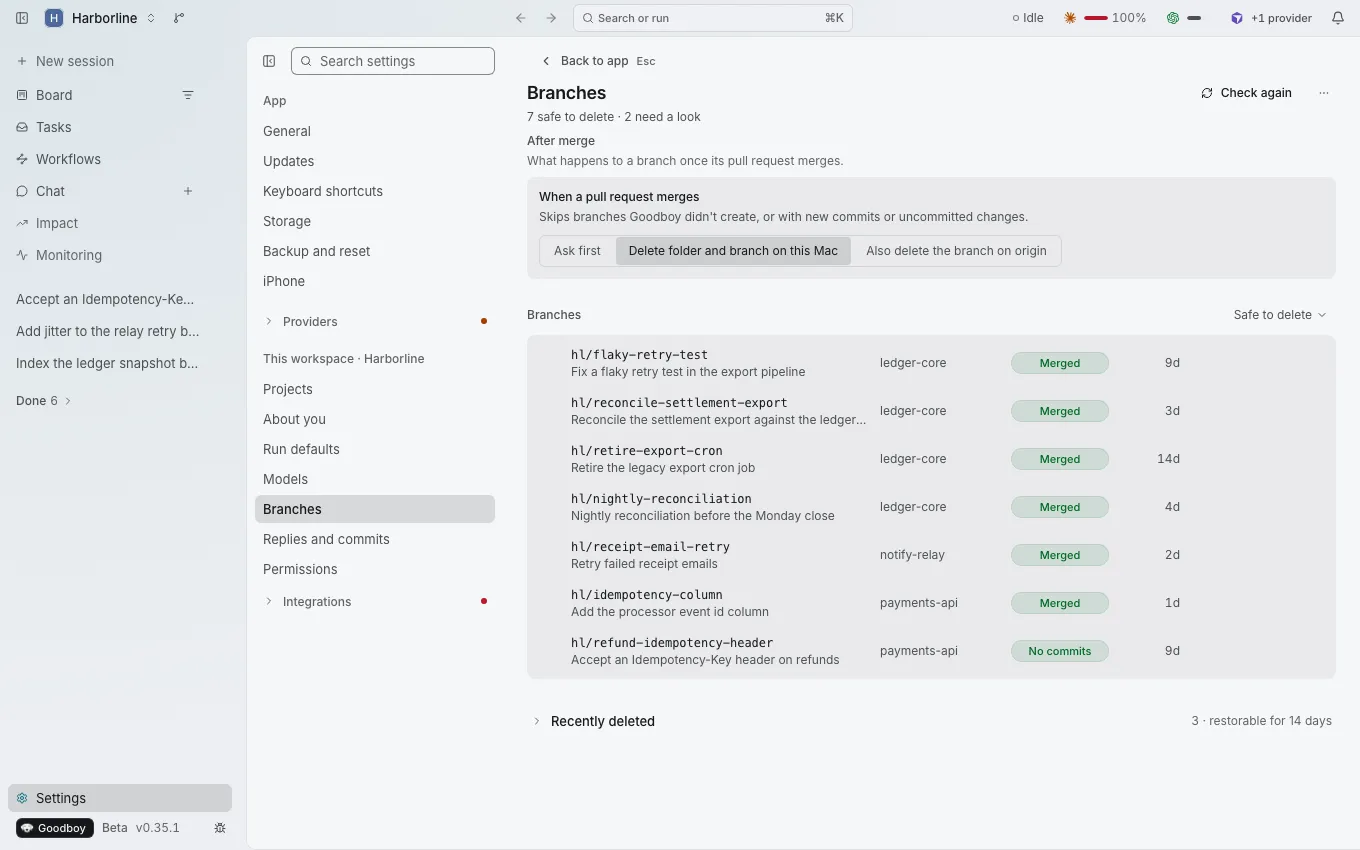 H Harborline
Search or run ⌘K
Idle
100%
+1 provider
New session
Board
Tasks
Workflows
Chat
Impact
Monitoring
Accept an Idempotency-Ke...
Add jitter to the relay retry b...
Index the ledger snapshot b...
Done 6
Settings
Goodboy Beta v0.35.1
Search settings
App
General
Updates
Keyboard shortcuts
Storage
Backup and reset
iPhone
Providers
This workspace · Harborline
Projects
About you
Run defaults
Models
Branches
Replies and commits
Permissions
Integrations
Back to app Esc
Branches
Check again
7 safe to delete · 2 need a look
After merge
What happens to a branch once its pull request merges.
When a pull request merges
Skips branches Goodboy didn't create, or with new commits or uncommitted changes.
Ask first Delete folder and branch on this Mac Also delete the branch on origin
Branches Safe to delete
hl/flaky-retry-test
Fix a flaky retry test in the export pipeline
ledger-core Merged 9d
hl/reconcile-settlement-export
Reconcile the settlement export against the ledger...
ledger-core Merged 3d
hl/retire-export-cron
Retire the legacy export cron job
ledger-core Merged 14d
hl/nightly-reconciliation
Nightly reconciliation before the Monday close
ledger-core Merged 4d
hl/receipt-email-retry
Retry failed receipt emails
notify-relay Merged 2d
hl/idempotency-column
Add the processor event id column
payments-api Merged 1d
hl/refund-idempotency-header
Accept an Idempotency-Key header on refunds
payments-api No commits 9d
Recently deleted 3 · restorable for 14 days